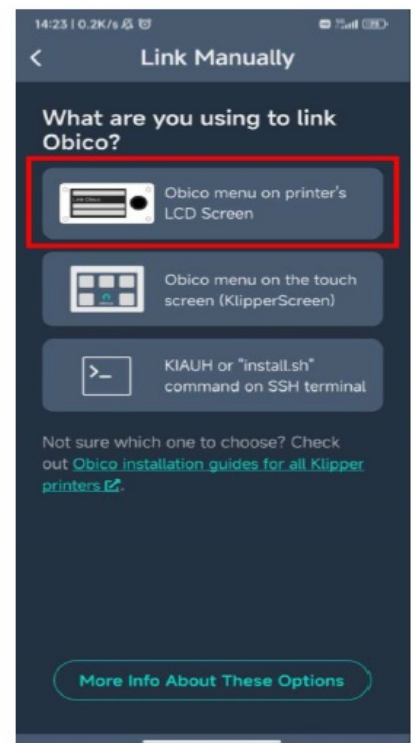 14:23 | 0.2K/s
Link Manually
What are you using to link
Obico?
Link Obico
Obico menu on printer's
LCD Screen
Obico menu on the touch
screen (KlipperScreen)
>_
KIAUH or "install.sh"
command on SSH terminal
Not sure which one to choose? Check
out Obico installation guides for all Klipper
printers.
More Info About These Options